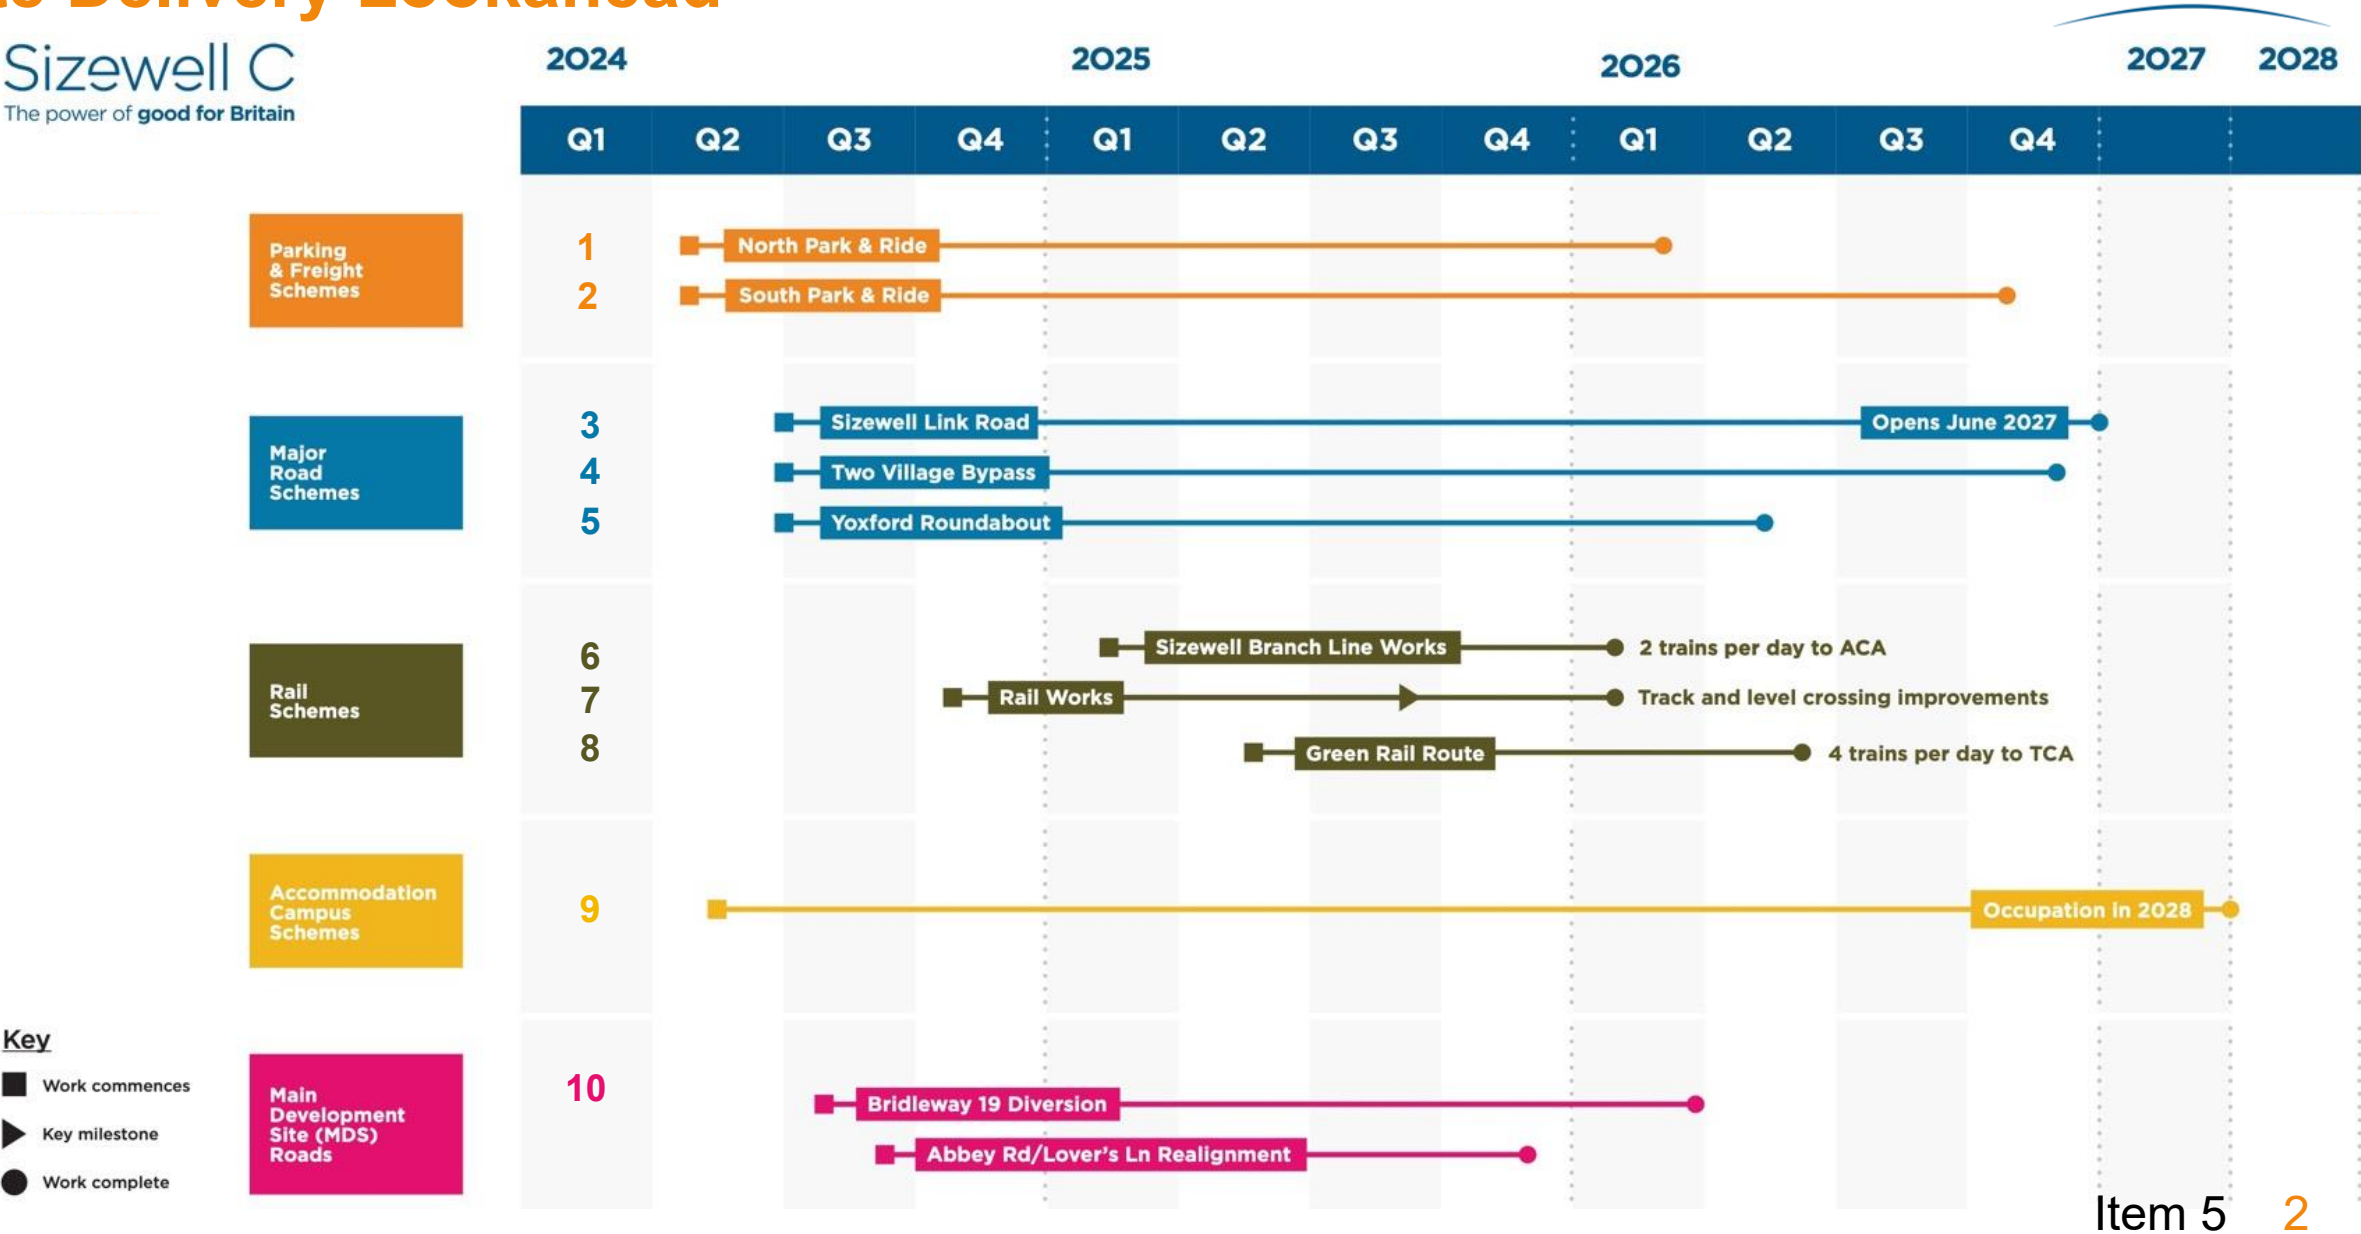 Delivery Lookahead
Sizewell C
The power of good for Britain
2024 2025 2026 2027 2028
Q1 Q2 Q3 Q4 Q1 Q2 Q3 Q4 Q1 Q2 Q3 Q4
Parking
& Freight
Schemes
1 North Park & Ride
2 South Park & Ride
Major
Road
Schemes
3 Sizewell Link Road Opens June 2027
4 Two Village Bypass
5 Yoxford Roundabout
Rail
Schemes
6 Sizewell Branch Line Works 2 trains per day to ACA
7 Rail Works Track and level crossing improvements
8 Green Rail Route 4 trains per day to TCA
Accommodation
Campus
Schemes
9 Occupation in 2028
Key
Work commences
Key milestone
Work complete
Main
Development
Site (MDS)
Roads
10 Bridleway 19 Diversion
Abbey Rd/Lover's Ln Realignment
Item 5 2